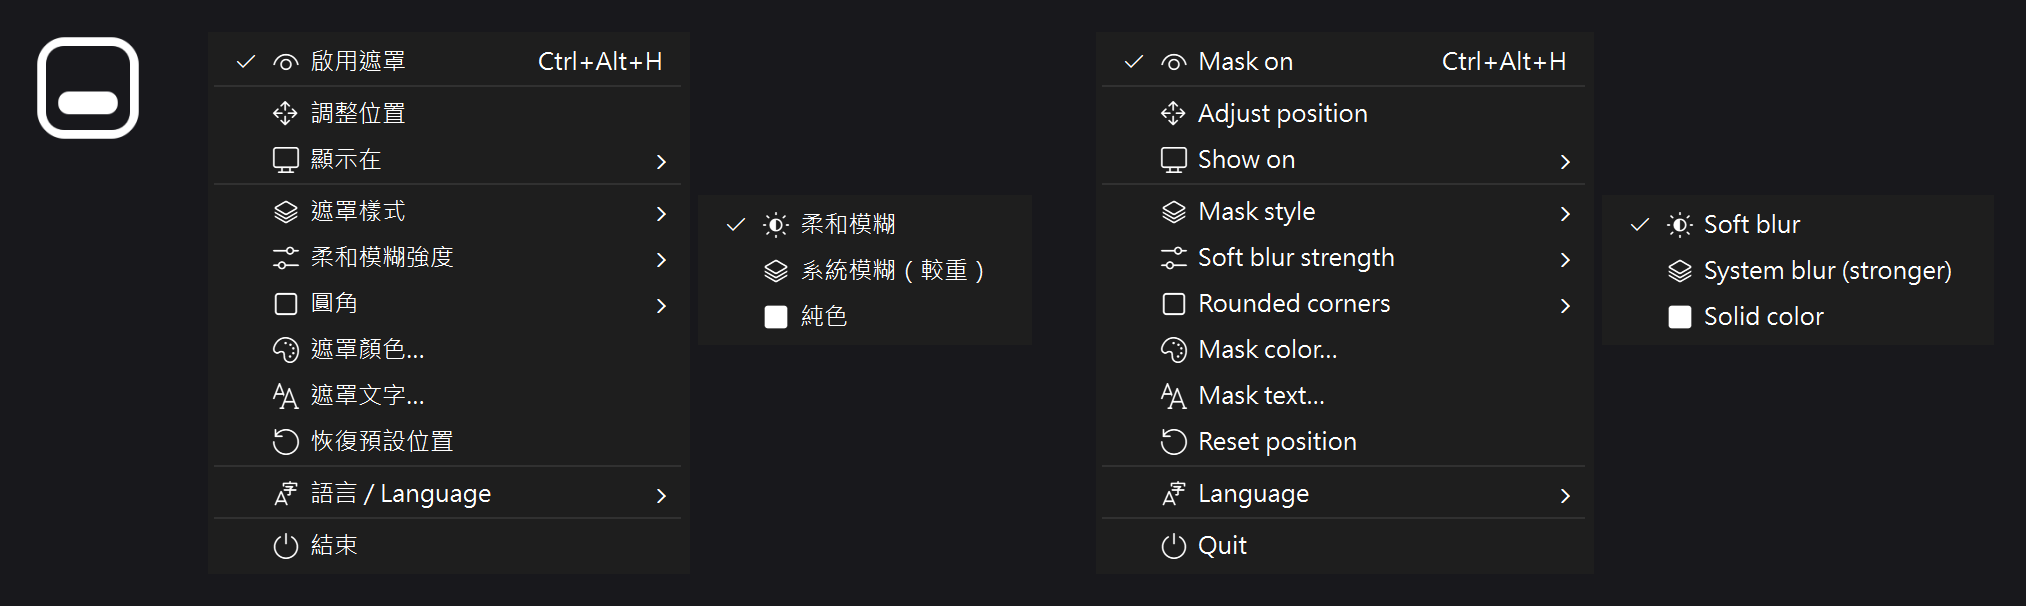 啟用遮罩 Ctrl+Alt+H
調整位置
顯示在
遮罩樣式
柔和模糊強度
圓角
遮罩顏色...
遮罩文字...
恢復預設位置
語言 / Language
結束
柔和模糊
系統模糊（較重）
純色
Mask on Ctrl+Alt+H
Adjust position
Show on
Mask style
Soft blur strength
Rounded corners
Mask color...
Mask text...
Reset position
Language
Quit
Soft blur
System blur (stronger)
Solid color